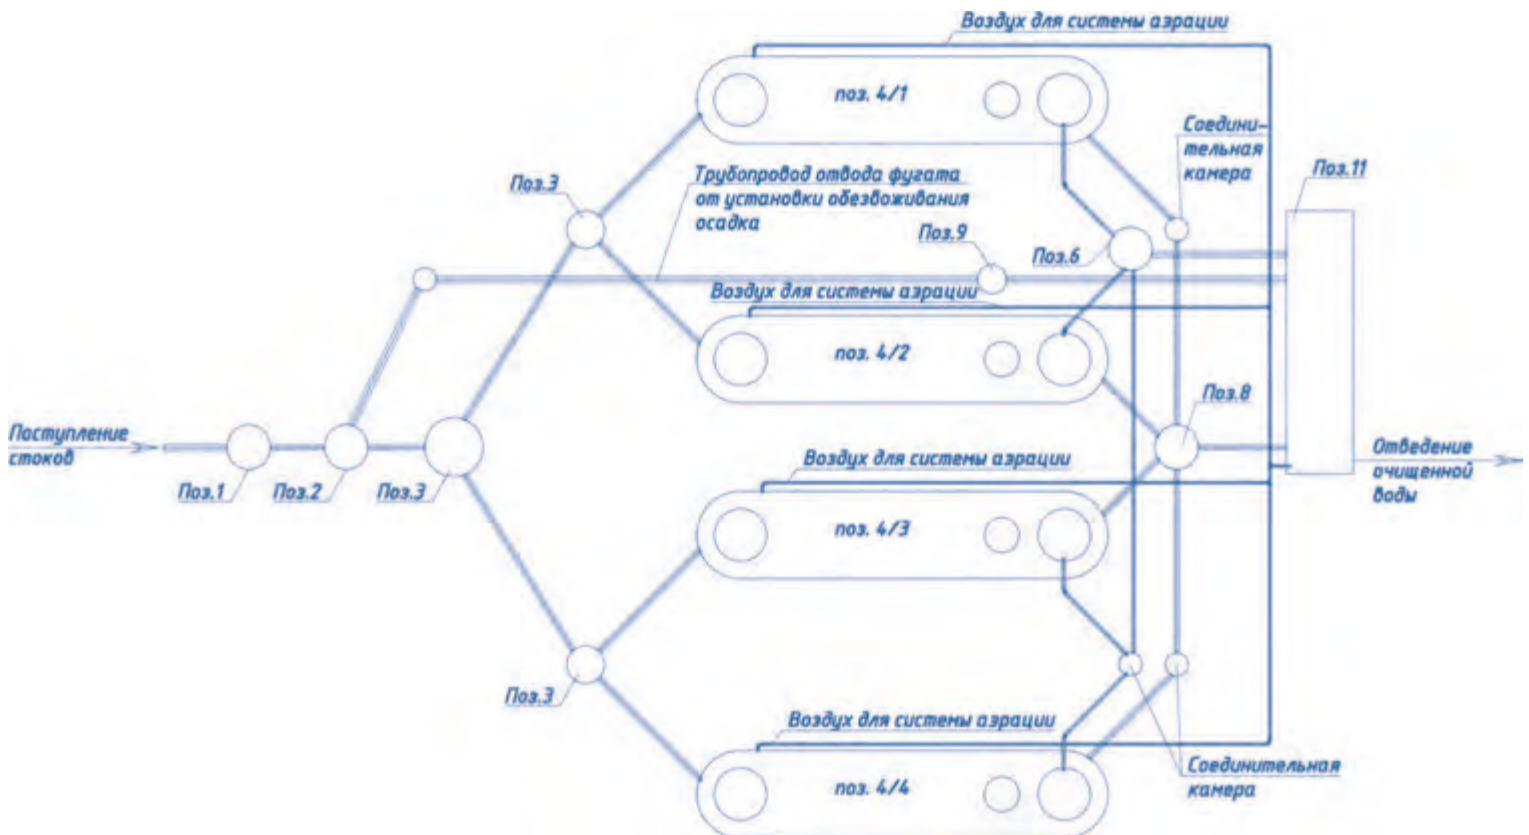 Воздух для системы аэрации
поз. 4/1
Соедини-
тельная
камера
Поз.11
Поз.3
Трубопровод отвода фугата
от установки обезвоживания
осадка
Поз.9
Поз.6
Воздух для системы аэрации
поз. 4/2
Поз.8
Поступление
стоков
Поз.1
Поз.2
Поз.3
Воздух для системы аэрации
Отведение
очищенной
воды
поз. 4/3
Поз.3
Воздух для системы аэрации
поз. 4/4
Соединительная
камера